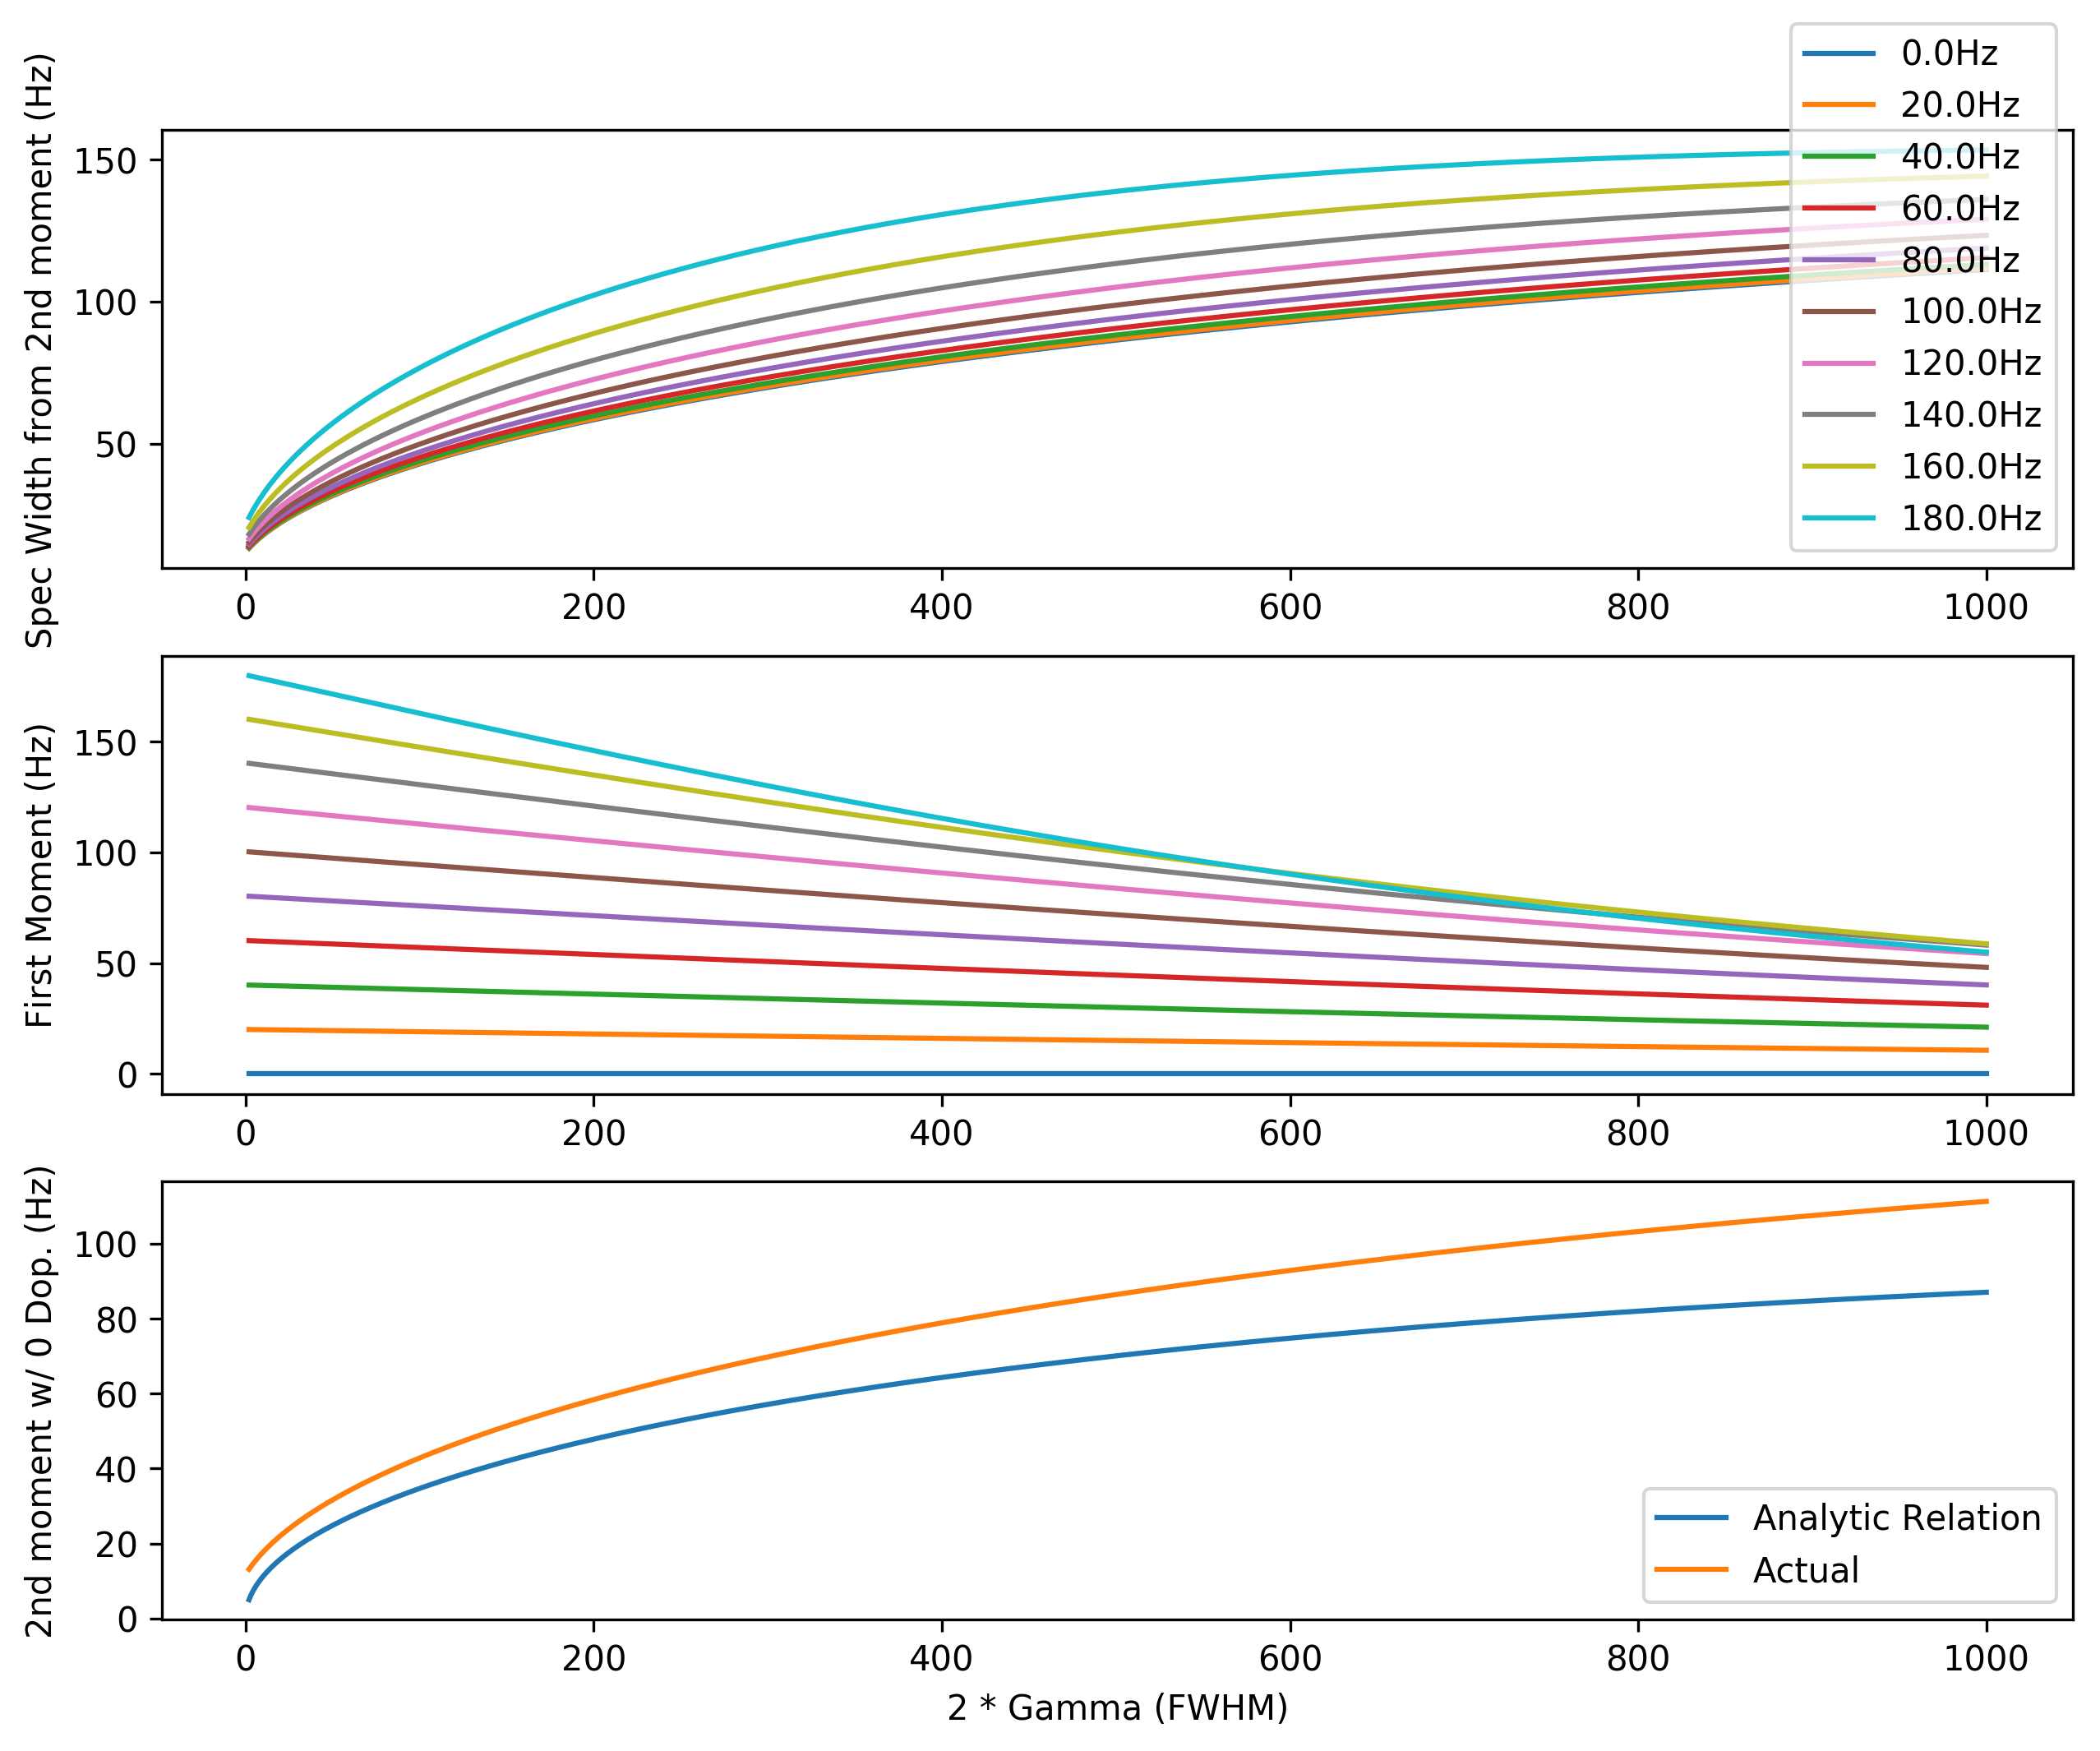 Spec Width from 2nd moment (Hz)
150
100
50
0 200 400 600 800 1000
0.0Hz
20.0Hz
40.0Hz
60.0Hz
80.0Hz
100.0Hz
120.0Hz
140.0Hz
160.0Hz
180.0Hz
First Moment (Hz)
150
100
50
0
0 200 400 600 800 1000
2nd moment w/ 0 Dop. (Hz)
100
80
60
40
20
0
0 200 400 600 800 1000
Analytic Relation
Actual
2 * Gamma (FWHM)